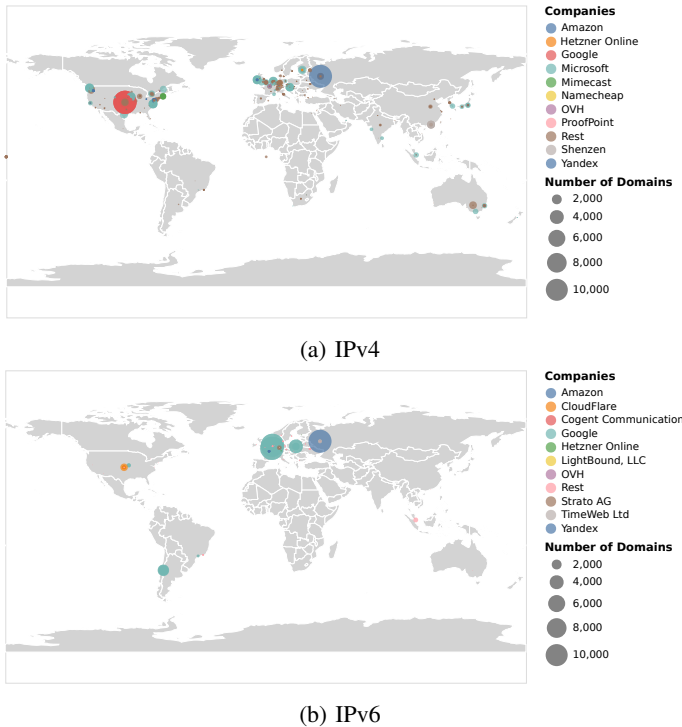 Companies
Amazon
Hetzner Online
Google
Microsoft
Mimecast
Namecheap
OVH
ProofPoint
Rest
Shenzen
Yandex
Number of Domains
2,000
4,000
6,000
8,000
10,000
(a) IPv4
Companies
Amazon
CloudFlare
Cogent Communication
Google
Hetzner Online
LightBound, LLC
OVH
Rest
Strato AG
TimeWeb Ltd
Yandex
Number of Domains
2,000
4,000
6,000
8,000
10,000
(b) IPv6